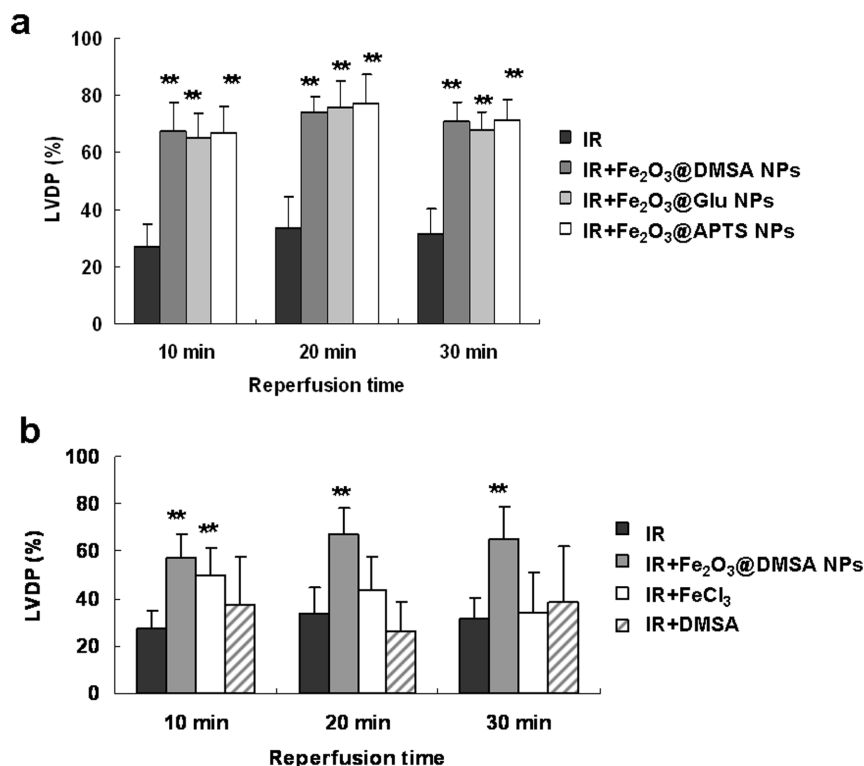 a
100
80
60
40
20
0
LVDP (%)
** ** **
** ** **
** ** **
10 min 20 min 30 min
Reperfusion time
IR
IR+Fe₂O₃@DMSA NPs
IR+Fe₂O₃@Glu NPs
IR+Fe₂O₃@APTS NPs
b
100
80
60
40
20
0
LVDP (%)
** **
**
**
10 min 20 min 30 min
Reperfusion time
IR
IR+Fe₂O₃@DMSA NPs
IR+FeCl₃
IR+DMSA